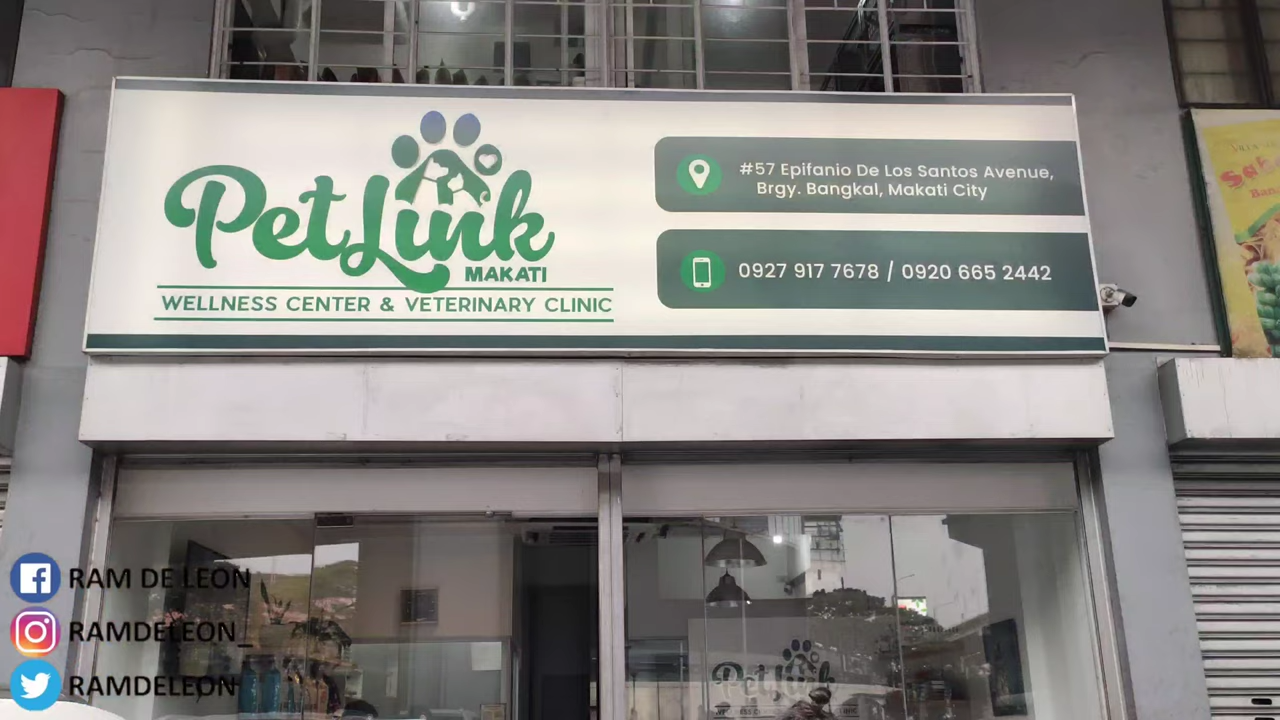 PetLink
MAKATI
WELLNESS CENTER & VETERINARY CLINIC
#57 Epifanio De Los Santos Avenue,
Brgy. Bangkal, Makati City
0927 917 7678 / 0920 665 2442
PetLink
RAM DE LEON
RAMDELEON_
RAMDELEON